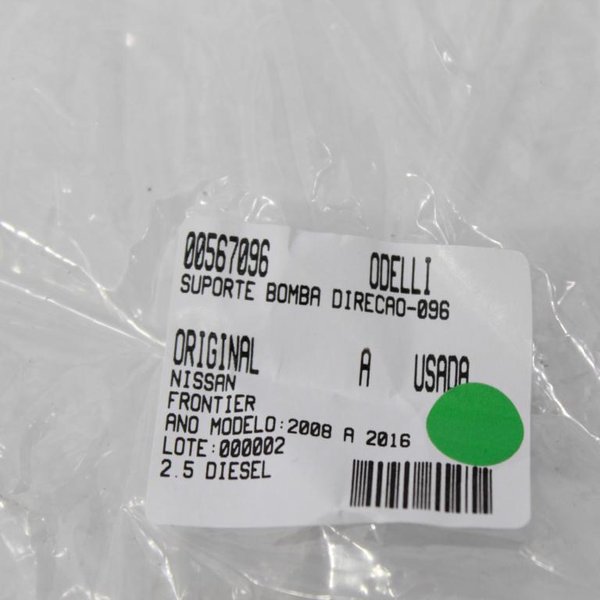 00567096 ODELLI
SUPORTE BOMBA DIRECAO-096
ORIGINAL A USADA
NISSAN
FRONTIER
ANO MODELO:2008 A 2016
LOTE:000002
2.5 DIESEL